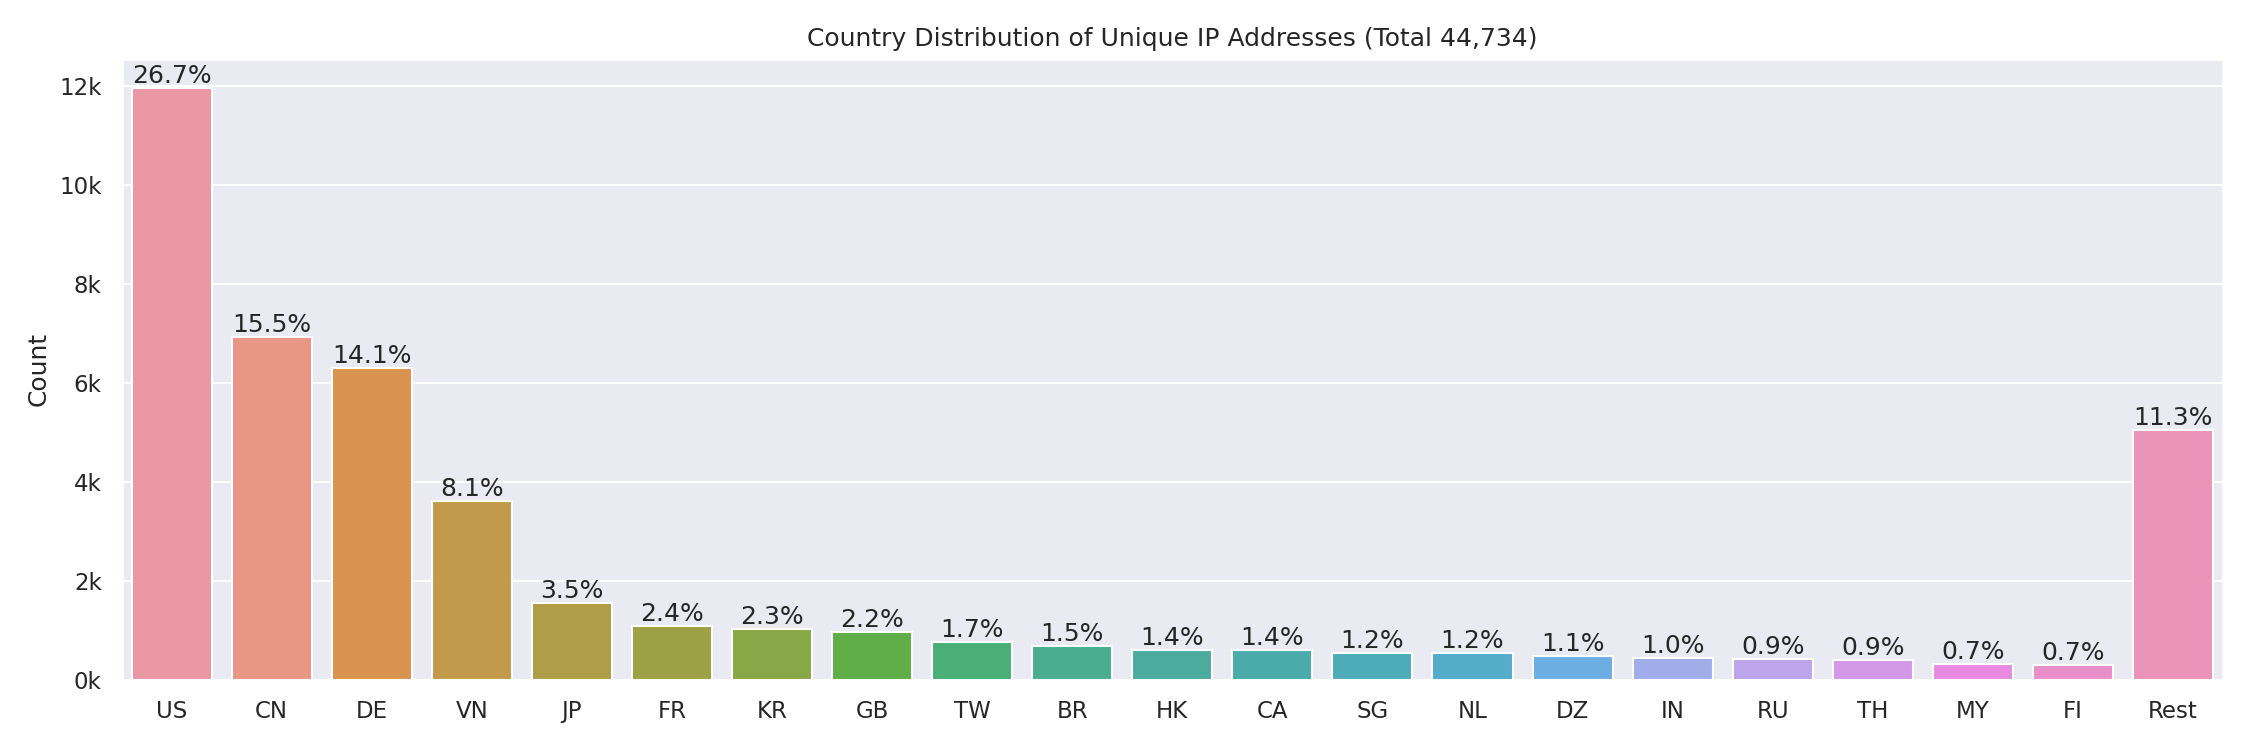 Country Distribution of Unique IP Addresses (Total 44,734)
Count
12k
10k
8k
6k
4k
2k
0k
26.7%
15.5%
14.1%
8.1%
3.5%
2.4%
2.3%
2.2%
1.7%
1.5%
1.4%
1.4%
1.2%
1.2%
1.1%
1.0%
0.9%
0.9%
0.7%
0.7%
11.3%
US CN DE VN JP FR KR GB TW BR HK CA SG NL DZ IN RU TH MY FI Rest